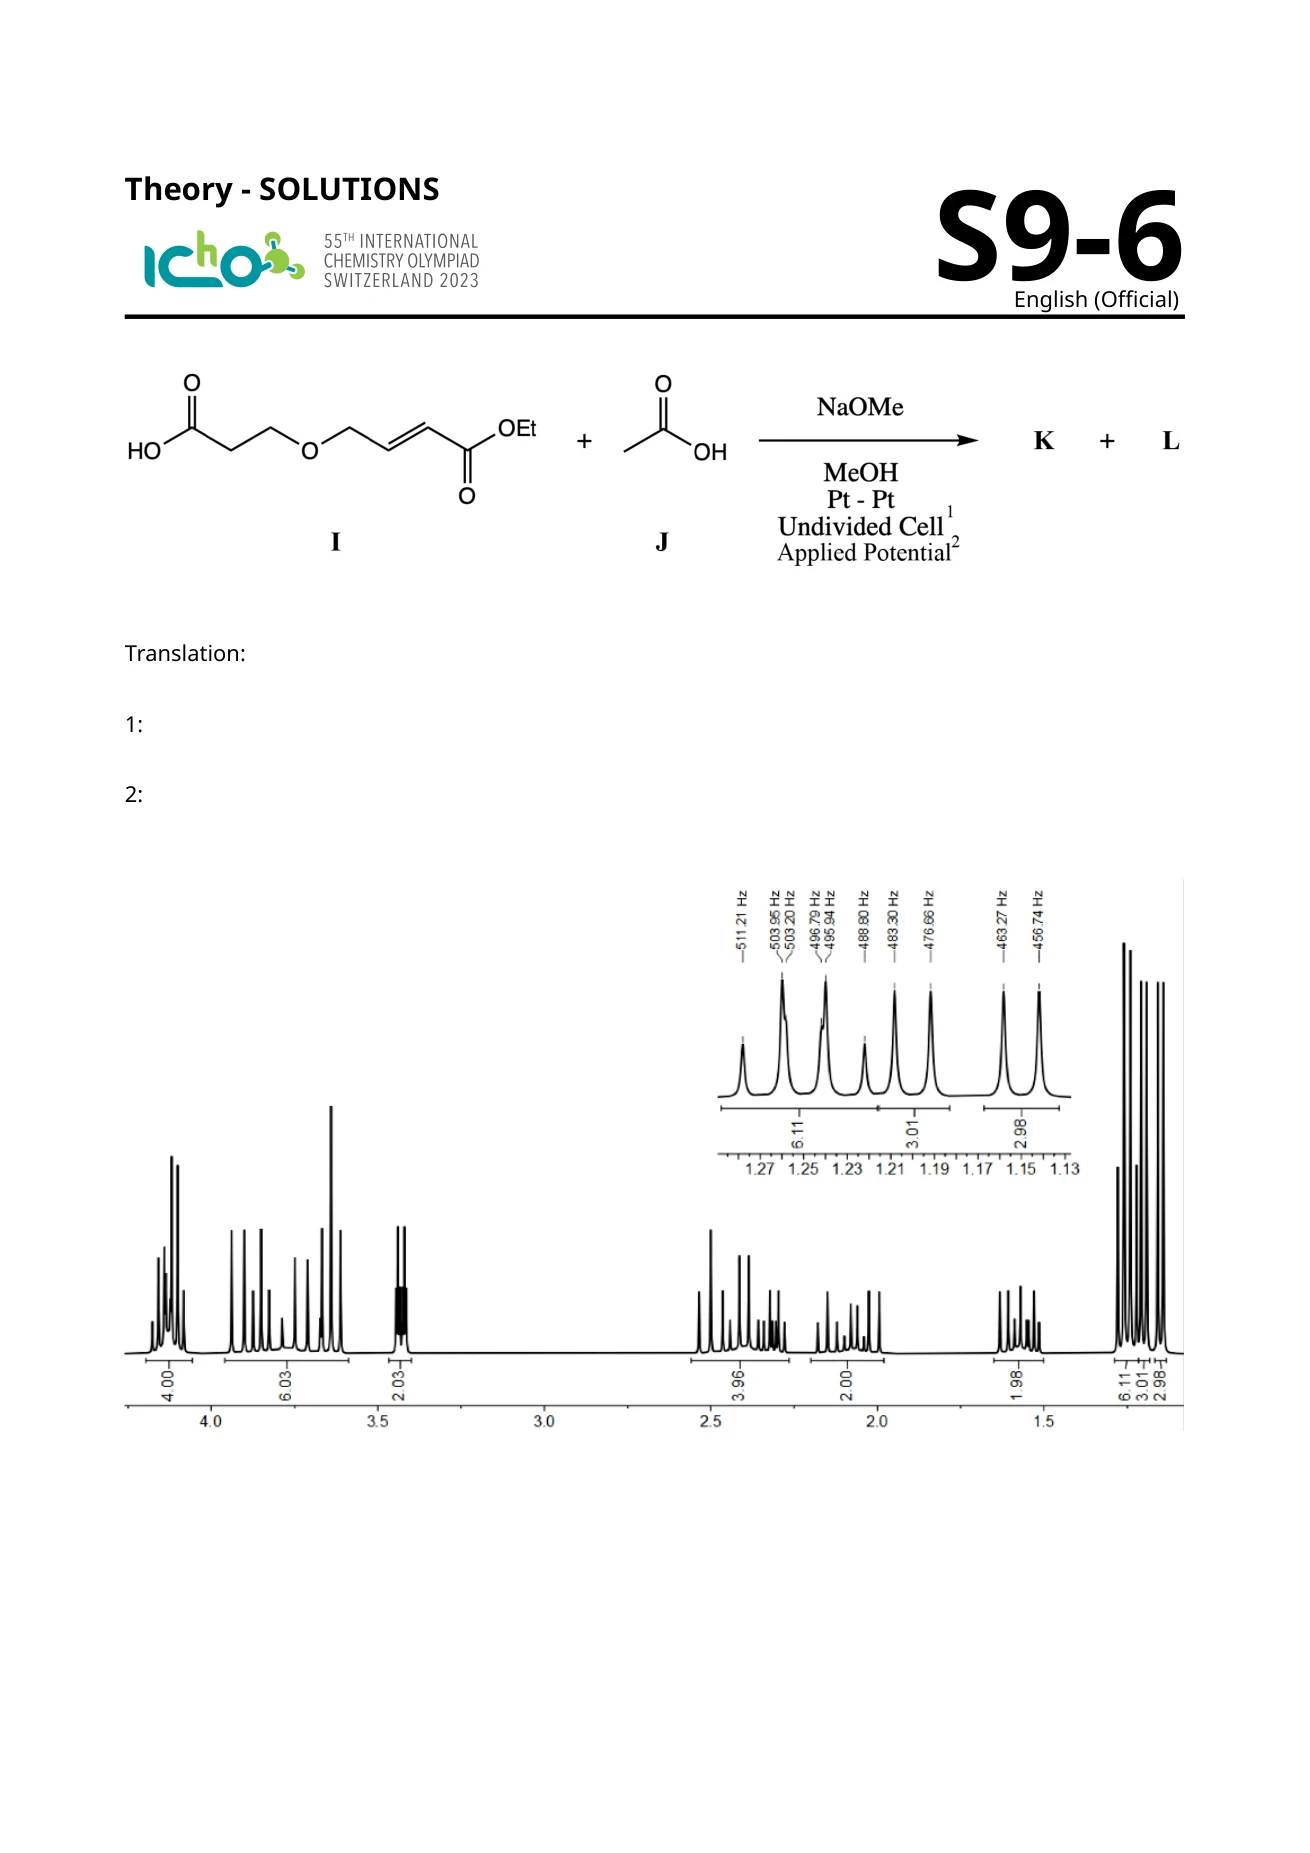 Theory - SOLUTIONS
IChO
55TH INTERNATIONAL
CHEMISTRY OLYMPIAD
SWITZERLAND 2023
S9-6
English (Official)
O
HO
O
OEt
O
I
+
O
OH
J
NaOMe
MeOH
Pt - Pt
Undivided Cell1
Applied Potential2
K + L
Translation:
1:
2:
511.21 Hz
503.95 Hz
503.20 Hz
496.79 Hz
495.94 Hz
488.80 Hz
483.30 Hz
476.66 Hz
463.27 Hz
456.74 Hz
6.11
3.01
2.98
1.27 1.25 1.23 1.21 1.19 1.17 1.15 1.13
4.00
6.03
2.03
3.96
2.00
1.98
6.11
3.01
2.98
4.0 3.5 3.0 2.5 2.0 1.5